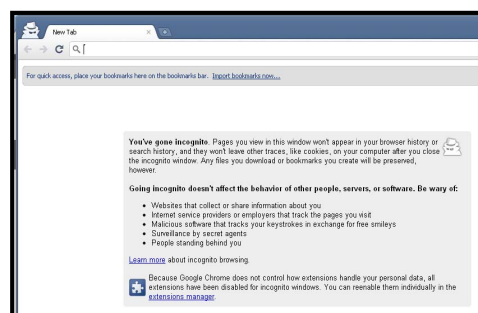 New Tab
For quick access, place your bookmarks here on the bookmarks bar. Import bookmarks now...
You've gone incognito. Pages you view in this window won't appear in your browser history or
search history, and they won't leave other traces, like cookies, on your computer after you close
the incognito window. Any files you download or bookmarks you create will be preserved,
however.
Going incognito doesn't affect the behavior of other people, servers, or software. Be wary of:
• Websites that collect or share information about you
• Internet service providers or employers that track the pages you visit
• Malicious software that tracks your keystrokes in exchange for free smileys
• Surveillance by secret agents
• People standing behind you
Learn more about incognito browsing.
Because Google Chrome does not control how extensions handle your personal data, all
extensions have been disabled for incognito windows. You can reenable them individually in the
extensions manager.